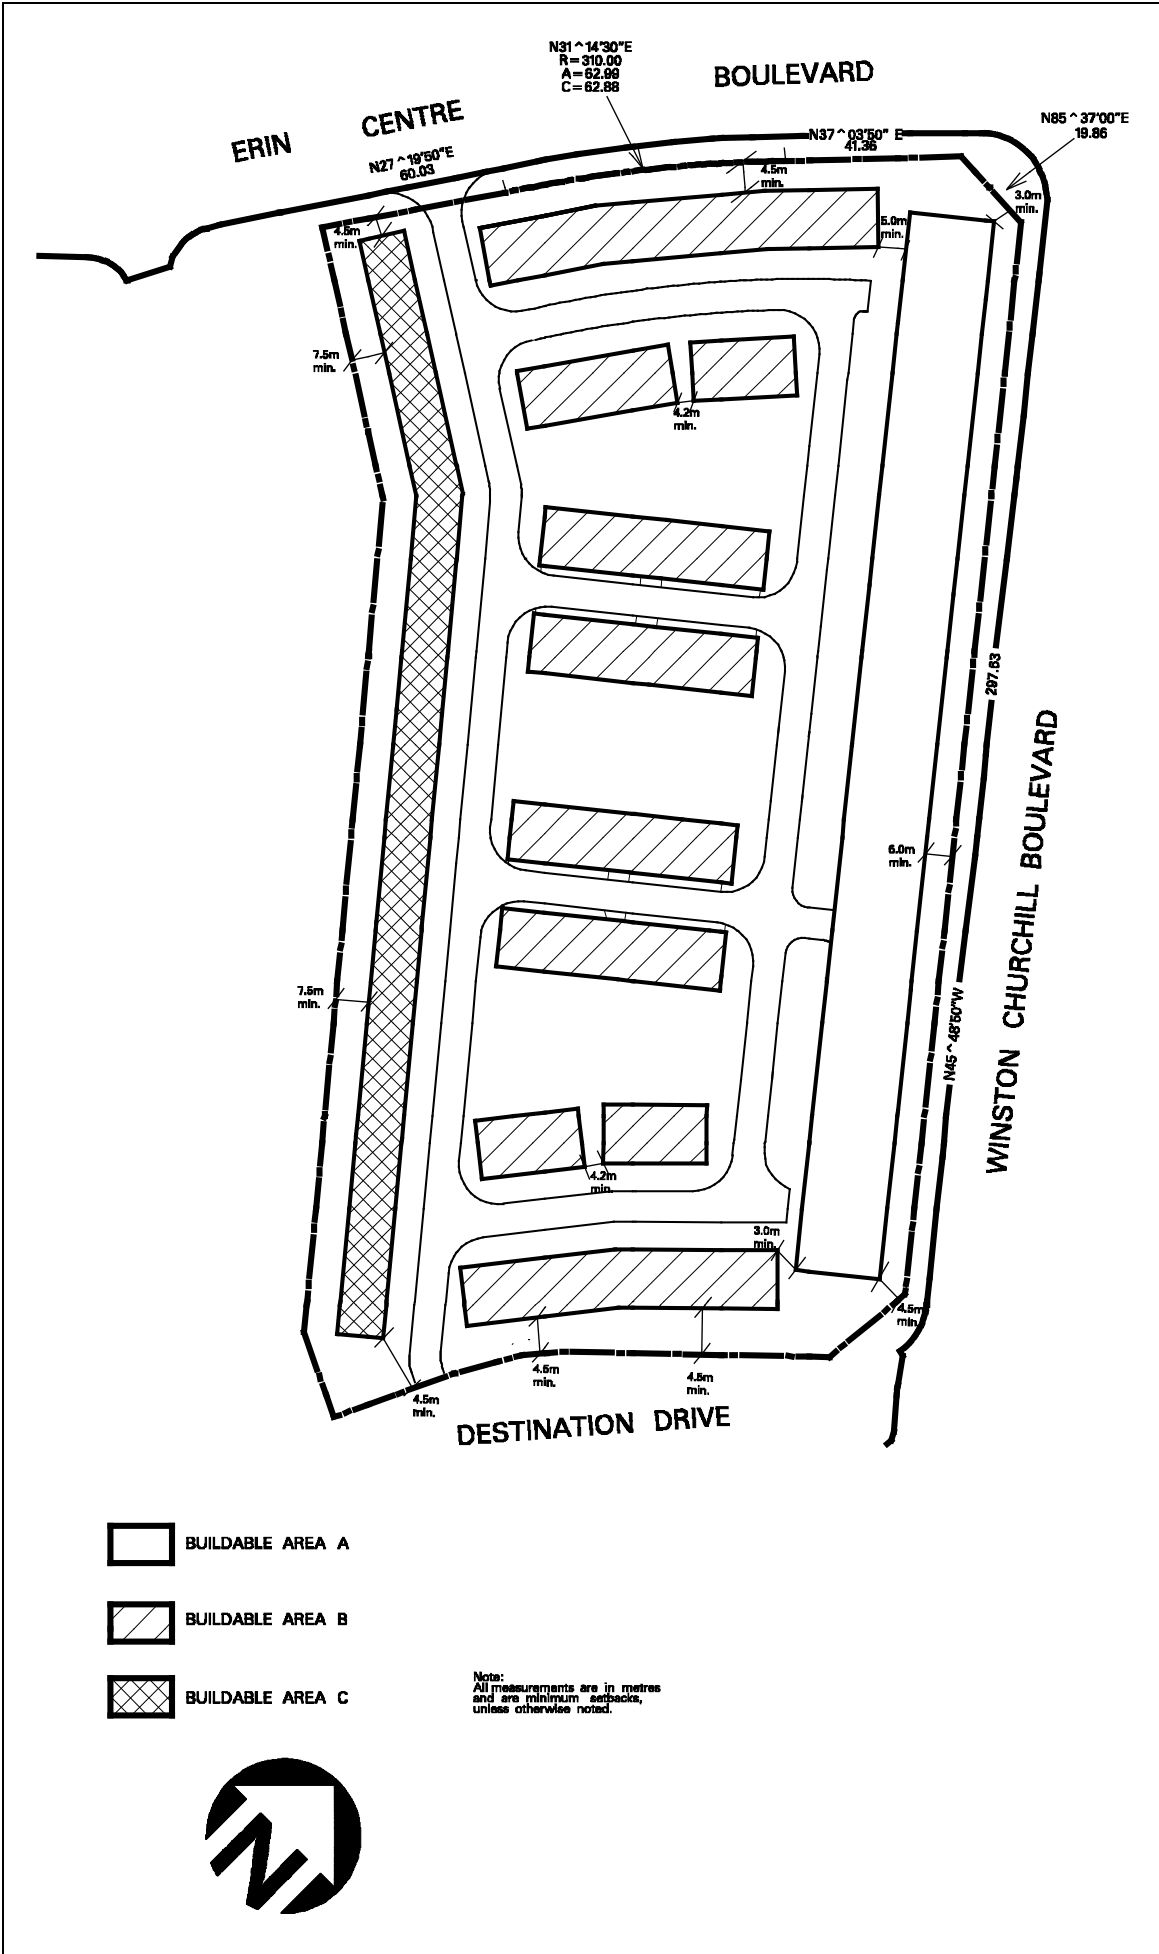 N31^14'30"E
R=310.00
A=62.99
C=62.88
BOULEVARD
ERIN CENTRE
N27^19'50"E
60.03
N37^03'50" E
41.36
N85^37'00"E
19.86
4.5m
min.
3.0m
min.
4.5m
min.
5.0m
min.
7.5m
min.
4.2m
min.
297.63
WINSTON CHURCHILL BOULEVARD
6.0m
min.
7.5m
min.
N45^48'50"W
4.2m
min.
3.0m
min.
4.5m
min.
4.5m
min.
4.5m
min.
4.5m
min.
DESTINATION DRIVE
BUILDABLE AREA A
BUILDABLE AREA B
BUILDABLE AREA C
Note:
All measurements are in metres
and are minimum setbacks,
unless otherwise noted.
N